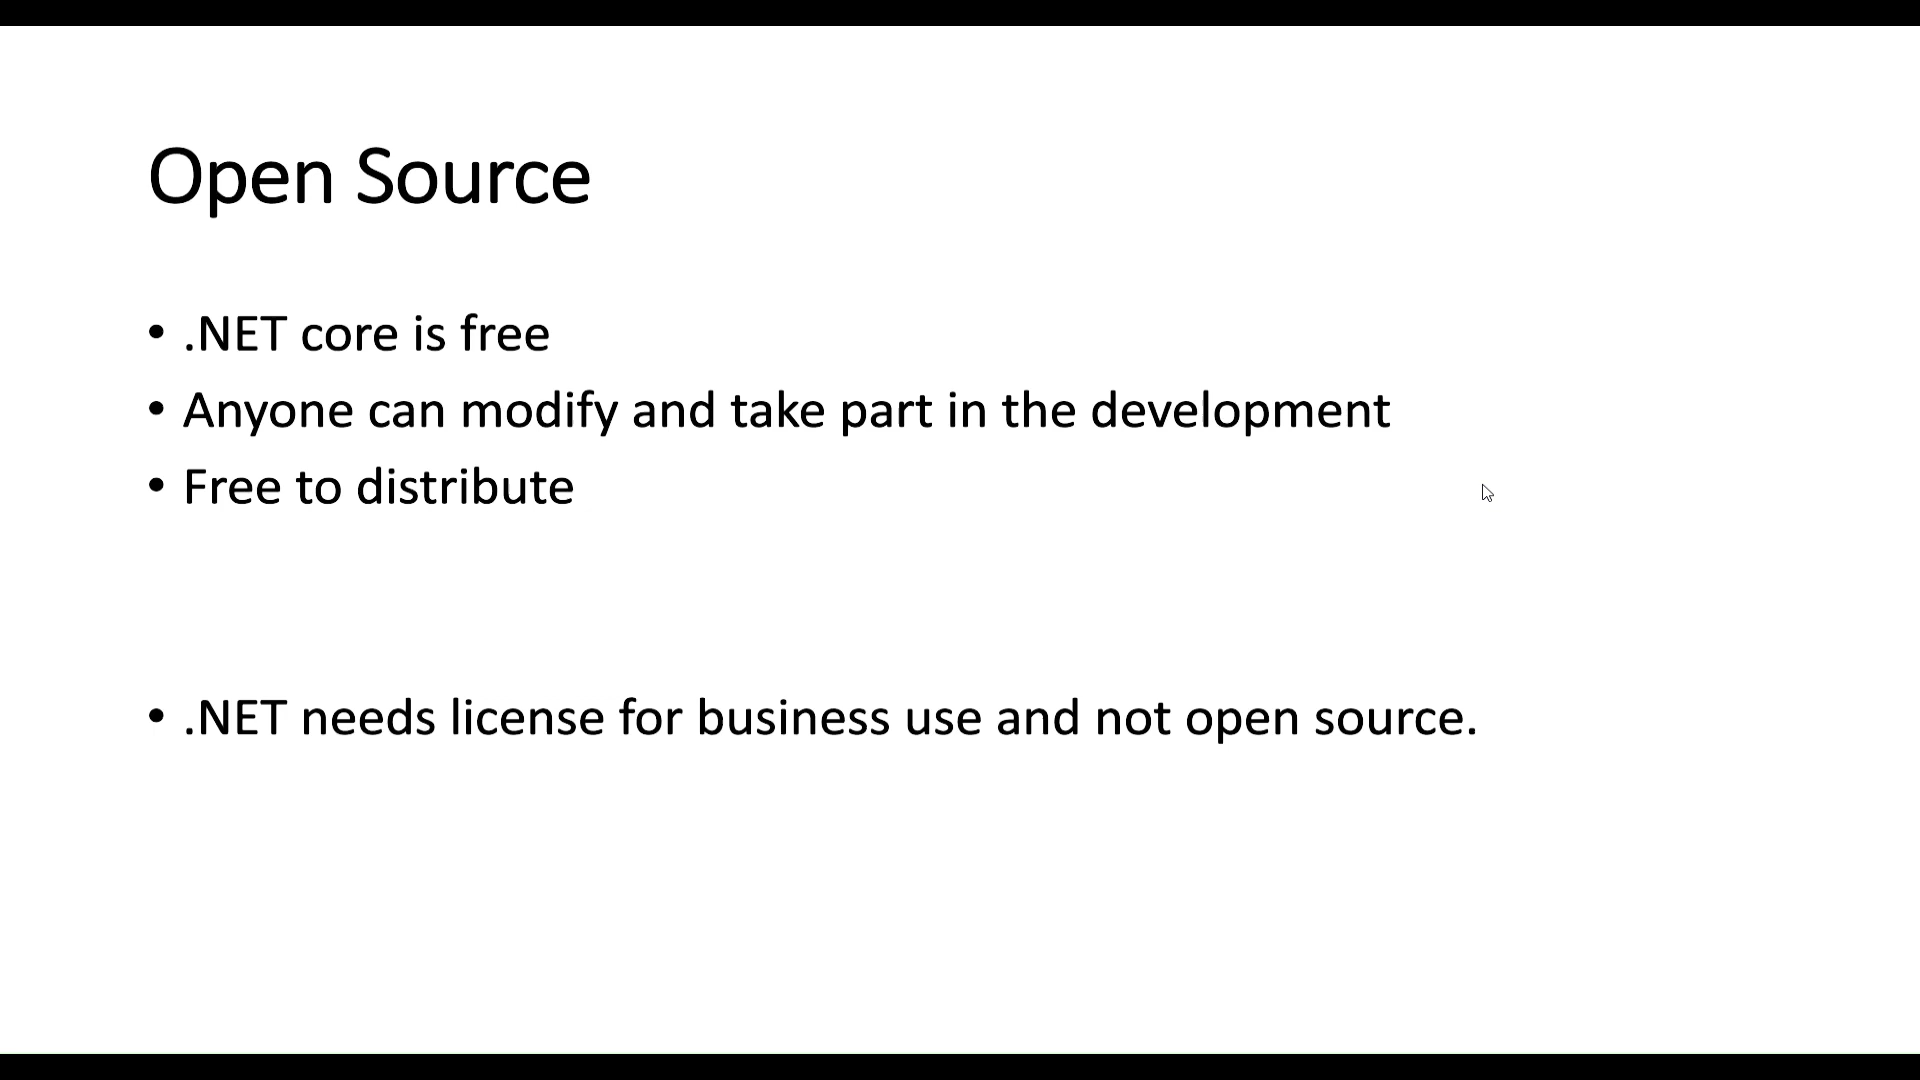 Open Source
• .NET core is free
• Anyone can modify and take part in the development
• Free to distribute
• .NET needs license for business use and not open source.